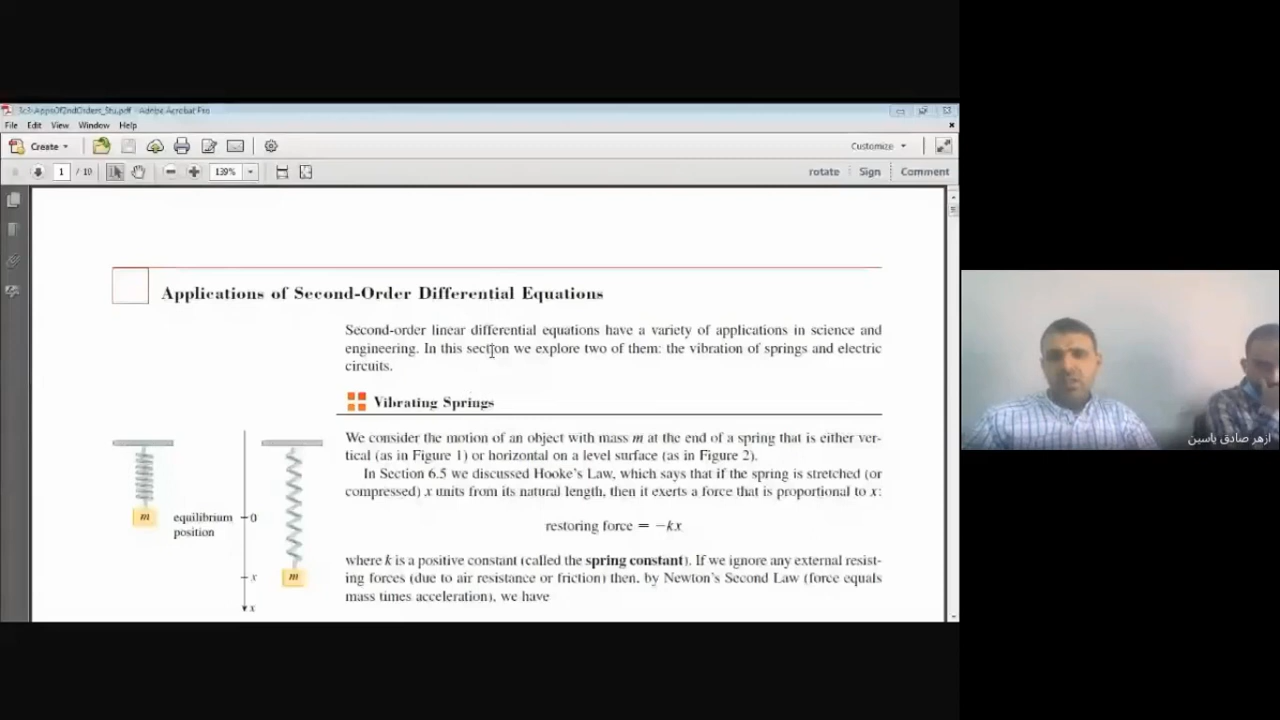 3c3-AppsOf2ndOrders_Stu.pdf - Adobe Acrobat Pro
File Edit View Window Help
Create Customize
1 / 10 139% rotate Sign Comment
Applications of Second-Order Differential Equations
Second-order linear differential equations have a variety of applications in science and
engineering. In this section we explore two of them: the vibration of springs and electric
circuits.
Vibrating Springs
We consider the motion of an object with mass m at the end of a spring that is either ver-
tical (as in Figure 1) or horizontal on a level surface (as in Figure 2).
In Section 6.5 we discussed Hooke's Law, which says that if the spring is stretched (or
compressed) x units from its natural length, then it exerts a force that is proportional to x:
restoring force = −kx
where k is a positive constant (called the spring constant). If we ignore any external resist-
ing forces (due to air resistance or friction) then, by Newton's Second Law (force equals
mass times acceleration), we have
m
equilibrium
position
0
x
m
x
ازهر صادق ياسين